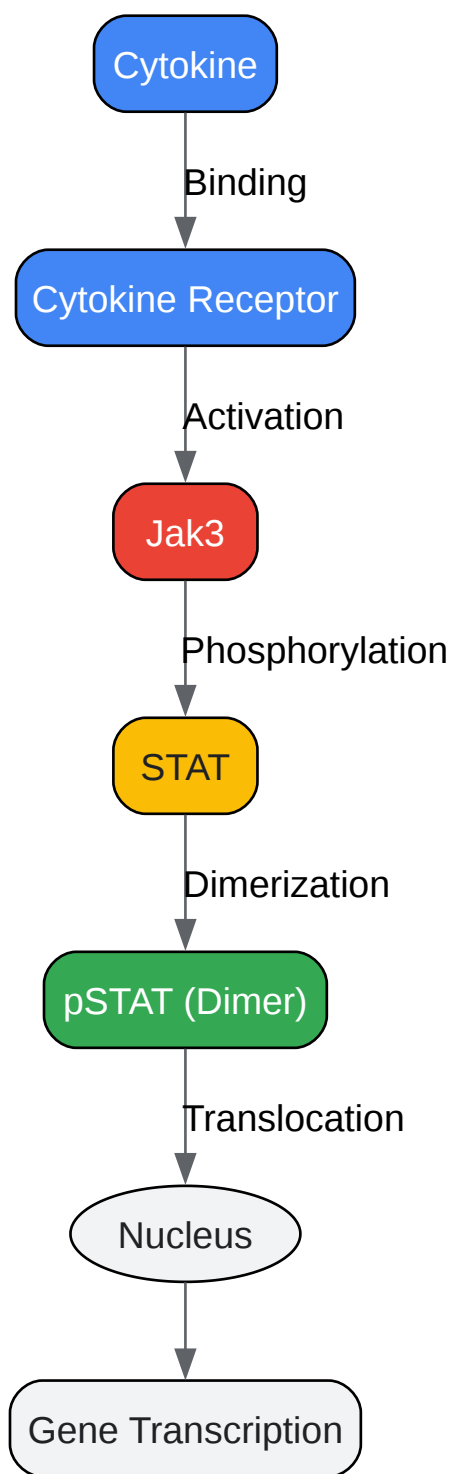 Cytokine
Binding
Cytokine Receptor
Activation
Jak3
Phosphorylation
STAT
Dimerization
pSTAT (Dimer)
Translocation
Nucleus
Gene Transcription